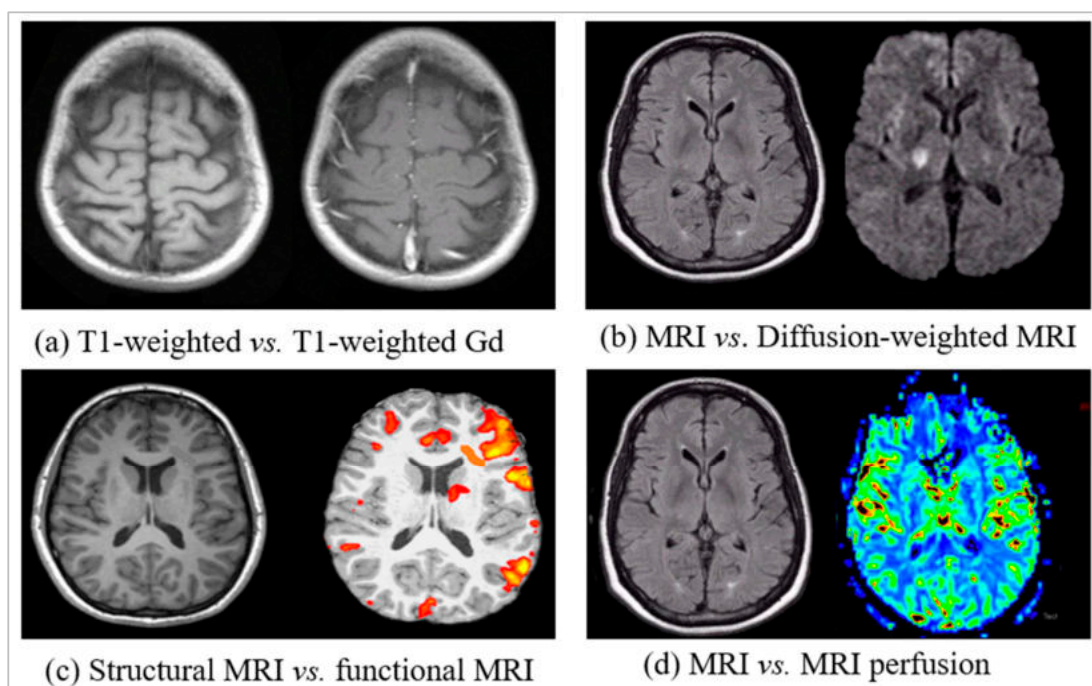 (a) T1-weighted vs. T1-weighted Gd
(b) MRI vs. Diffusion-weighted MRI
(c) Structural MRI vs. functional MRI
(d) MRI vs. MRI perfusion